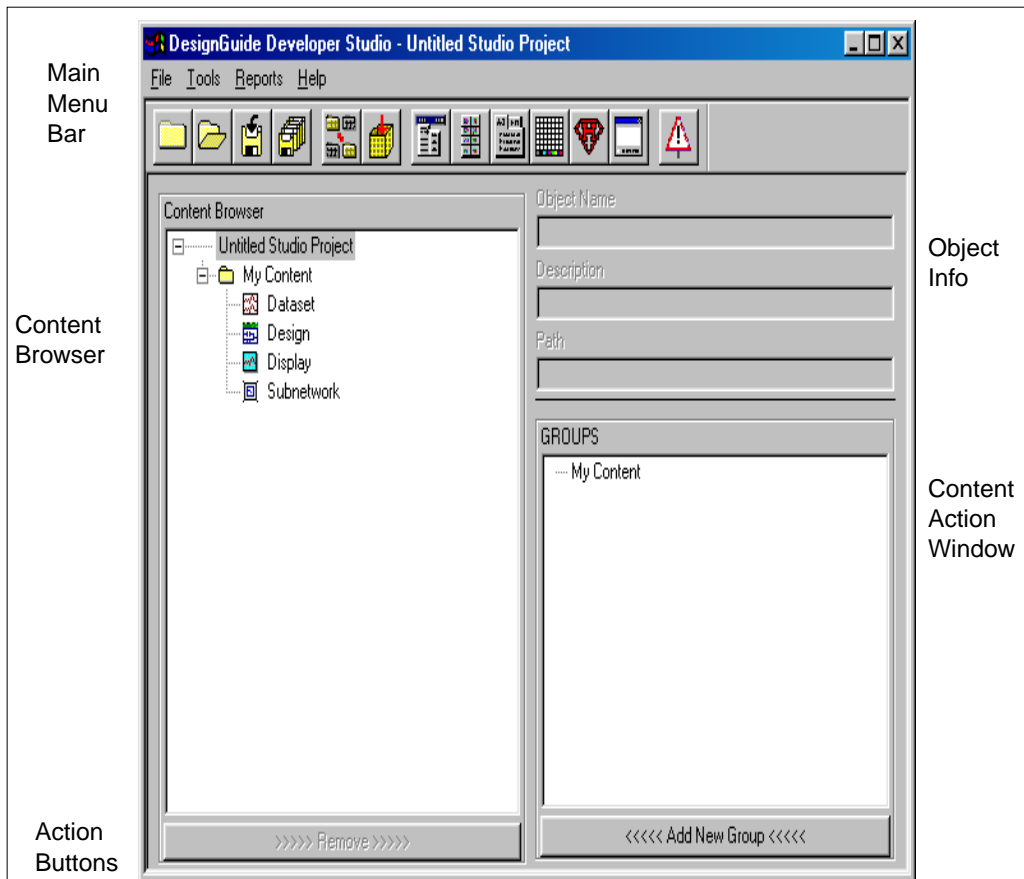 DesignGuide Developer Studio - Untitled Studio Project
Main
Menu
Bar
File Tools Reports Help
Content Browser
Untitled Studio Project
My Content
Dataset
Design
Display
Subnetwork
Object Name
Description
Path
Object
Info
Content
Browser
GROUPS
My Content
Content
Action
Window
Action
Buttons
>>>>> Remove >>>>>
<<<<< Add New Group <<<<<